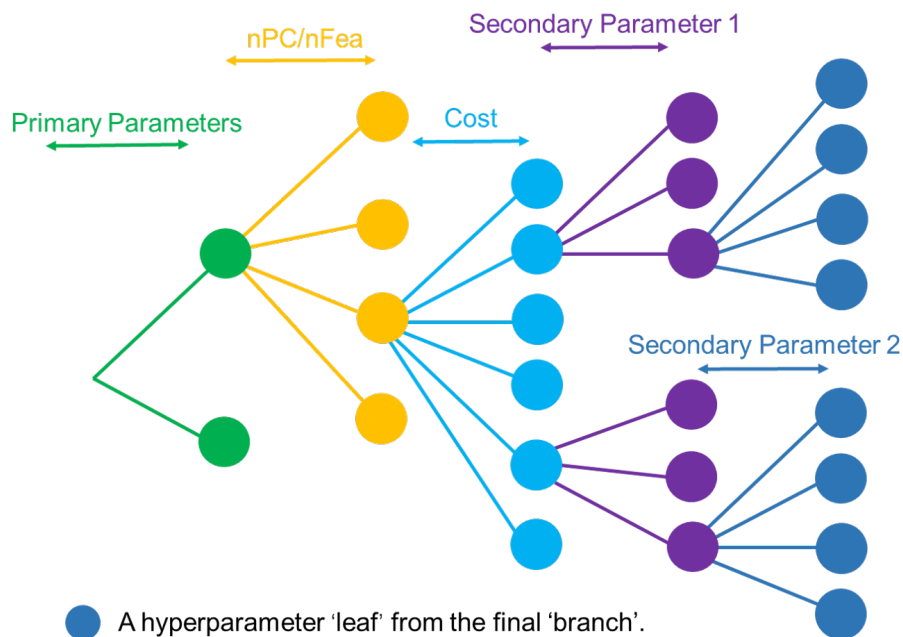 Secondary Parameter 1
nPC/nFea
Primary Parameters
Cost
Secondary Parameter 2
A hyperparameter ‘leaf’ from the final ‘branch’.